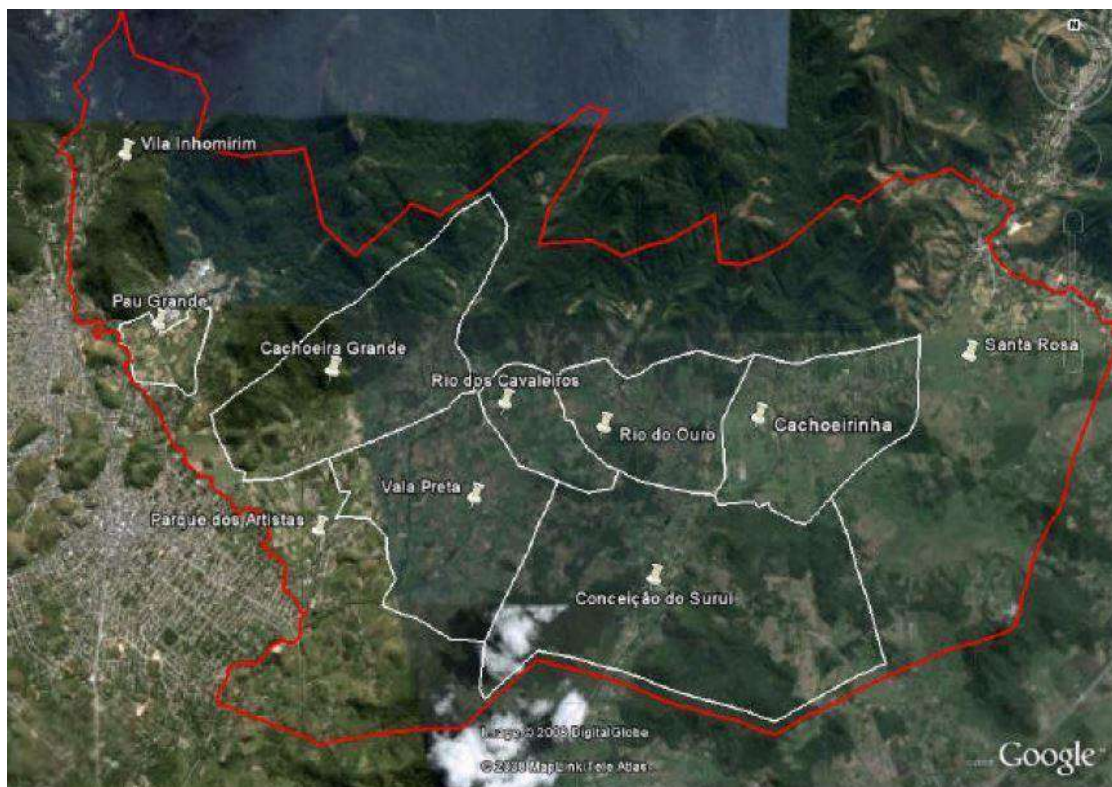 N
Vila Inhomirim
Pau Grande
Cachoeira Grande
Santa Rosa
Rio dos Cavaleiros
Rio do Ouro
Cachoeirinha
Vala Preta
Parque dos Artistas
Conceição do Suruí
Image © 2008 DigitalGlobe
© 2008 MapLink/Tele Atlas
Google